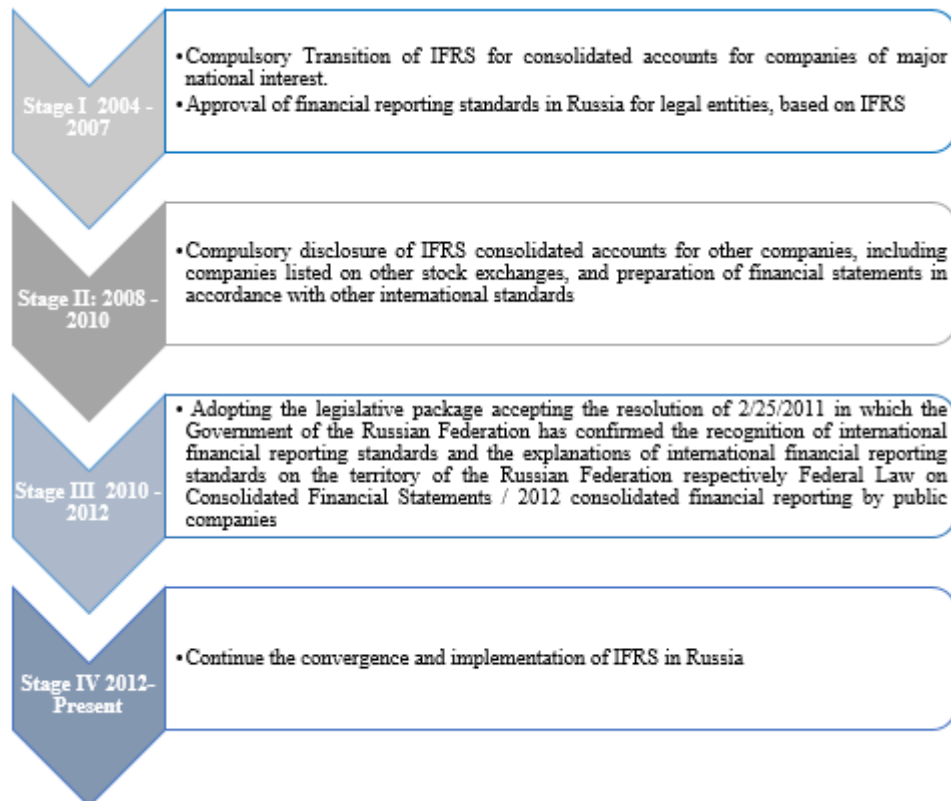 Stage I 2004 -
2007
•Compulsory Transition of IFRS for consolidated accounts for companies of major
national interest.
•Approval of financial reporting standards in Russia for legal entities, based on IFRS
Stage II: 2008 -
2010
•Compulsory disclosure of IFRS consolidated accounts for other companies, including
companies listed on other stock exchanges, and preparation of financial statements in
accordance with other international standards
Stage III 2010 -
2012
• Adopting the legislative package accepting the resolution of 2/25/2011 in which the
Government of the Russian Federation has confirmed the recognition of international
financial reporting standards and the explanations of international financial reporting
standards on the territory of the Russian Federation respectively Federal Law on
Consolidated Financial Statements / 2012 consolidated financial reporting by public
companies
Stage IV 2012-
Present
•Continue the convergence and implementation of IFRS in Russia